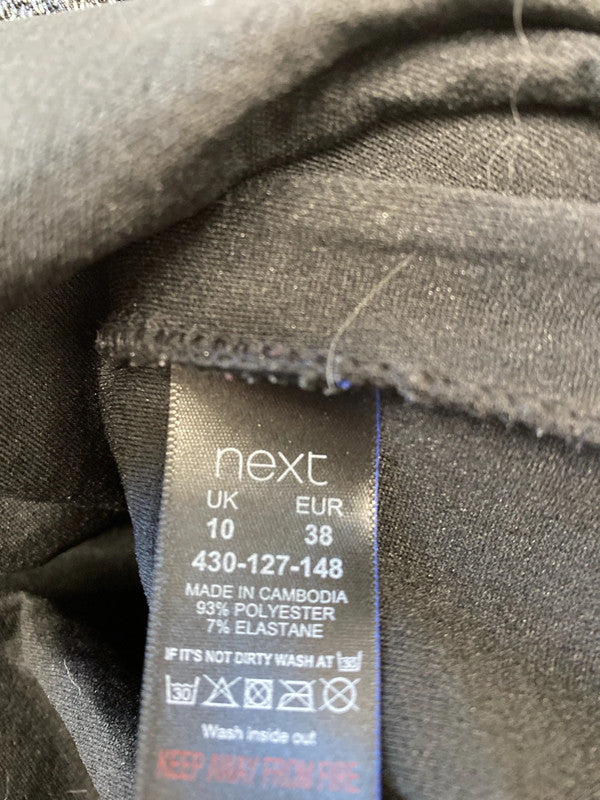 next
UK EUR
10 38
430-127-148
MADE IN CAMBODIA
93% POLYESTER
7% ELASTANE
IF IT'S NOT DIRTY WASH AT 30
30
Wash inside out
KEEP AWAY FROM FIRE